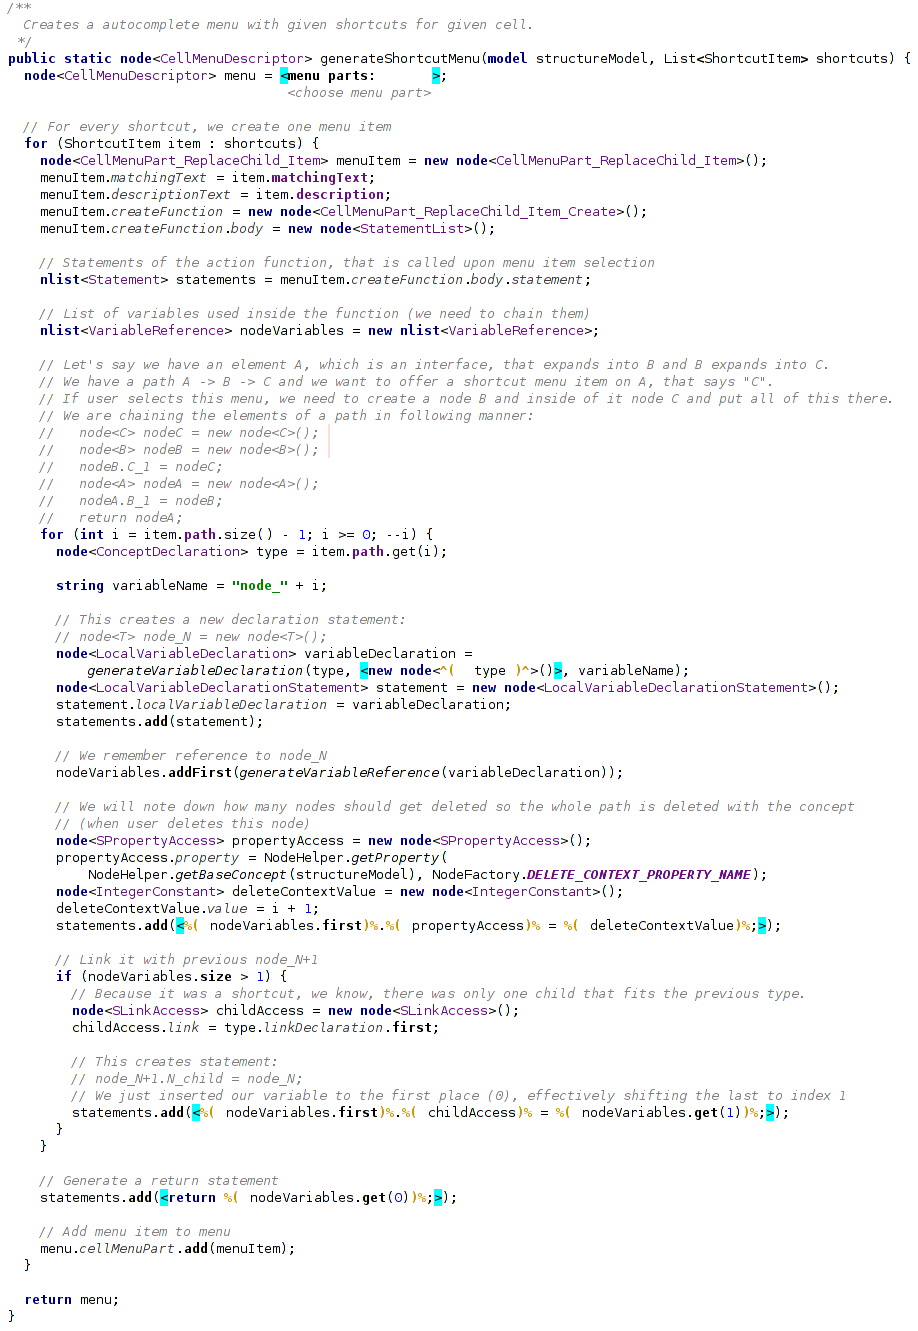 /**
  Creates a autocomplete menu with given shortcuts for given cell.
 */
public static node<CellMenuDescriptor> generateShortcutMenu(model structureModel, List<ShortcutItem> shortcuts) {
  node<CellMenuDescriptor> menu = <menu parts:       >;
                                   <choose menu part>

  // For every shortcut, we create one menu item
  for (ShortcutItem item : shortcuts) {
    node<CellMenuPart_ReplaceChild_Item> menuItem = new node<CellMenuPart_ReplaceChild_Item>();
    menuItem.matchingText = item.matchingText;
    menuItem.descriptionText = item.description;
    menuItem.createFunction = new node<CellMenuPart_ReplaceChild_Item_Create>();
    menuItem.createFunction.body = new node<StatementList>();

    // Statements of the action function, that is called upon menu item selection
    nlist<Statement> statements = menuItem.createFunction.body.statement;

    // List of variables used inside the function (we need to chain them)
    nlist<VariableReference> nodeVariables = new nlist<VariableReference>;

    // Let's say we have an element A, which is an interface, that expands into B and B expands into C.
    // We have a path A -> B -> C and we want to offer a shortcut menu item on A, that says "C".
    // If user selects this menu, we need to create a node B and inside of it node C and put all of this there.
    // We are chaining the elements of a path in following manner:
    //   node<C> nodeC = new node<C>();
    //   node<B> nodeB = new node<B>();
    //   nodeB.C_1 = nodeC;
    //   node<A> nodeA = new node<A>();
    //   nodeA.B_1 = nodeB;
    //   return nodeA;
    for (int i = item.path.size() - 1; i >= 0; --i) {
      node<ConceptDeclaration> type = item.path.get(i);

      string variableName = "node_" + i;

      // This creates a new declaration statement:
      // node<T> node_N = new node<T>();
      node<LocalVariableDeclaration> variableDeclaration =
          generateVariableDeclaration(type, <new node<^(  type )^>()>, variableName);
      node<LocalVariableDeclarationStatement> statement = new node<LocalVariableDeclarationStatement>();
      statement.localVariableDeclaration = variableDeclaration;
      statements.add(statement);

      // We remember reference to node_N
      nodeVariables.addFirst(generateVariableReference(variableDeclaration));

      // We will note down how many nodes should get deleted so the whole path is deleted with the concept
      // (when user deletes this node)
      node<SPropertyAccess> propertyAccess = new node<SPropertyAccess>();
      propertyAccess.property = NodeHelper.getProperty(
          NodeHelper.getBaseConcept(structureModel), NodeFactory.DELETE_CONTEXT_PROPERTY_NAME);
      node<IntegerConstant> deleteContextValue = new node<IntegerConstant>();
      deleteContextValue.value = i + 1;
      statements.add(<%( nodeVariables.first)%.%( propertyAccess)% = %( deleteContextValue)%;>);

      // Link it with previous node_N+1
      if (nodeVariables.size > 1) {
        // Because it was a shortcut, we know, there was only one child that fits the previous type.
        node<SLinkAccess> childAccess = new node<SLinkAccess>();
        childAccess.link = type.linkDeclaration.first;

        // This creates statement:
        // node_N+1.N_child = node_N;
        // We just inserted our variable to the first place (0), effectively shifting the last to index 1
        statements.add(<%( nodeVariables.first)%.%( childAccess)% = %( nodeVariables.get(1))%;>);
      }
    }

    // Generate a return statement
    statements.add(<return %( nodeVariables.get(0))%;>);

    // Add menu item to menu
    menu.cellMenuPart.add(menuItem);
  }

  return menu;
}